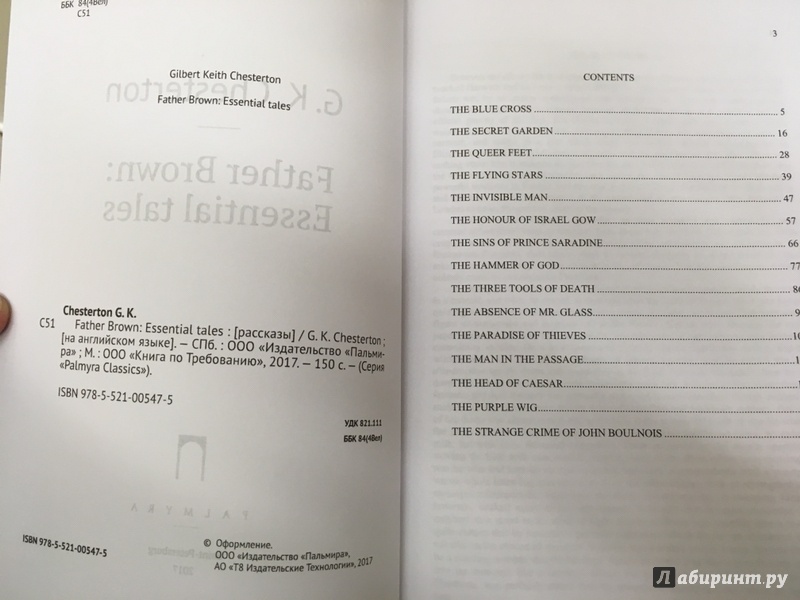 ББК 84(4Вел)
С51
Gilbert Keith Chesterton
Father Brown: Essential tales
G. K. Chesterton
Father Brown:
Essential tales
Chesterton G. K.
С51 Father Brown: Essential tales : [рассказы] / G. K. Chesterton ;
[на английском языке]. — СПб. : ООО «Издательство «Пальми-
ра» ; М. : ООО «Книга по Требованию», 2017. — 150 с. — (Серия
«Palmyra Classics»).
ISBN 978-5-521-00547-5
УДК 821.111
ББК 84(4Вел)
PALMYRA
2017
ISBN 978-5-521-00547-5
© Оформление.
ООО «Издательство «Пальмира»,
АО «Т8 Издательские Технологии», 2017
3
CONTENTS
THE BLUE CROSS 5
THE SECRET GARDEN 16
THE QUEER FEET 28
THE FLYING STARS 39
THE INVISIBLE MAN 47
THE HONOUR OF ISRAEL GOW 57
THE SINS OF PRINCE SARADINE 66
THE HAMMER OF GOD 77
THE THREE TOOLS OF DEATH
THE ABSENCE OF MR. GLASS
THE PARADISE OF THIEVES
THE MAN IN THE PASSAGE
THE HEAD OF CAESAR
THE PURPLE WIG
THE STRANGE CRIME OF JOHN BOULNOIS
Лабиринт.ру